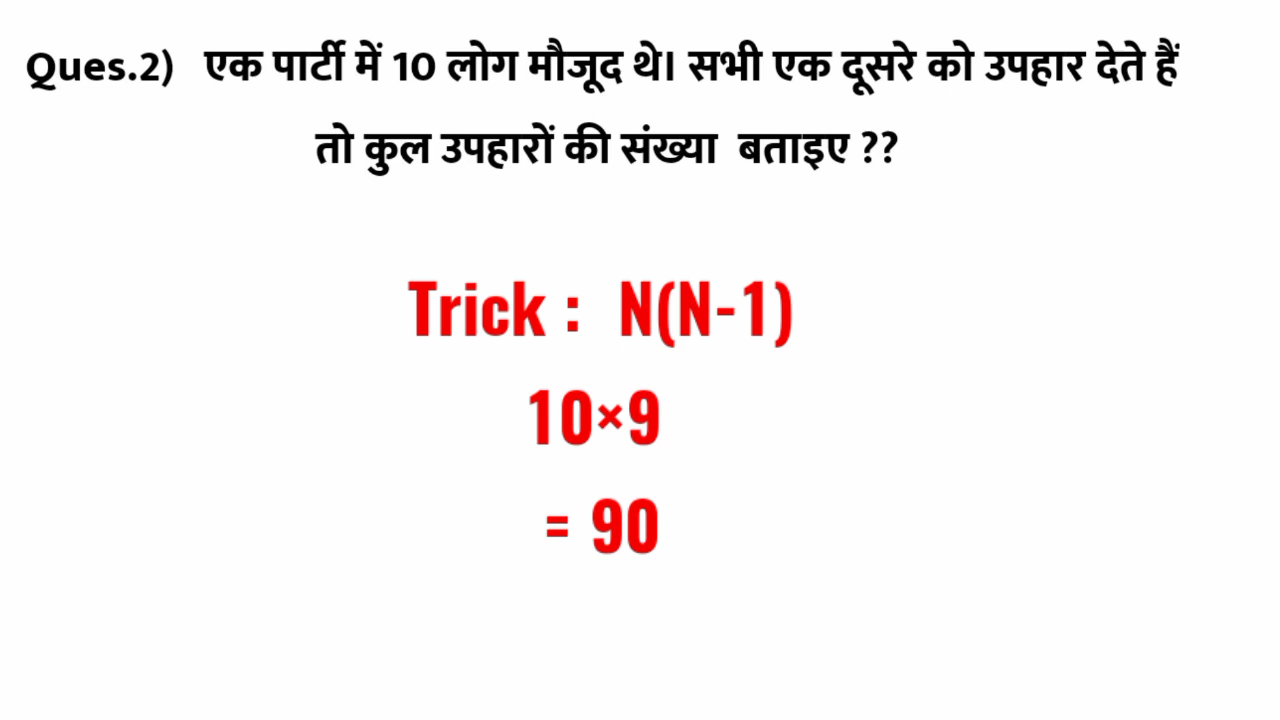 Ques.2) एक पार्टी में 10 लोग मौजूद थे। सभी एक दूसरे को उपहार देते हैं
तो कुल उपहारों की संख्या बताइए ??
Trick : N(N-1)
10×9
= 90